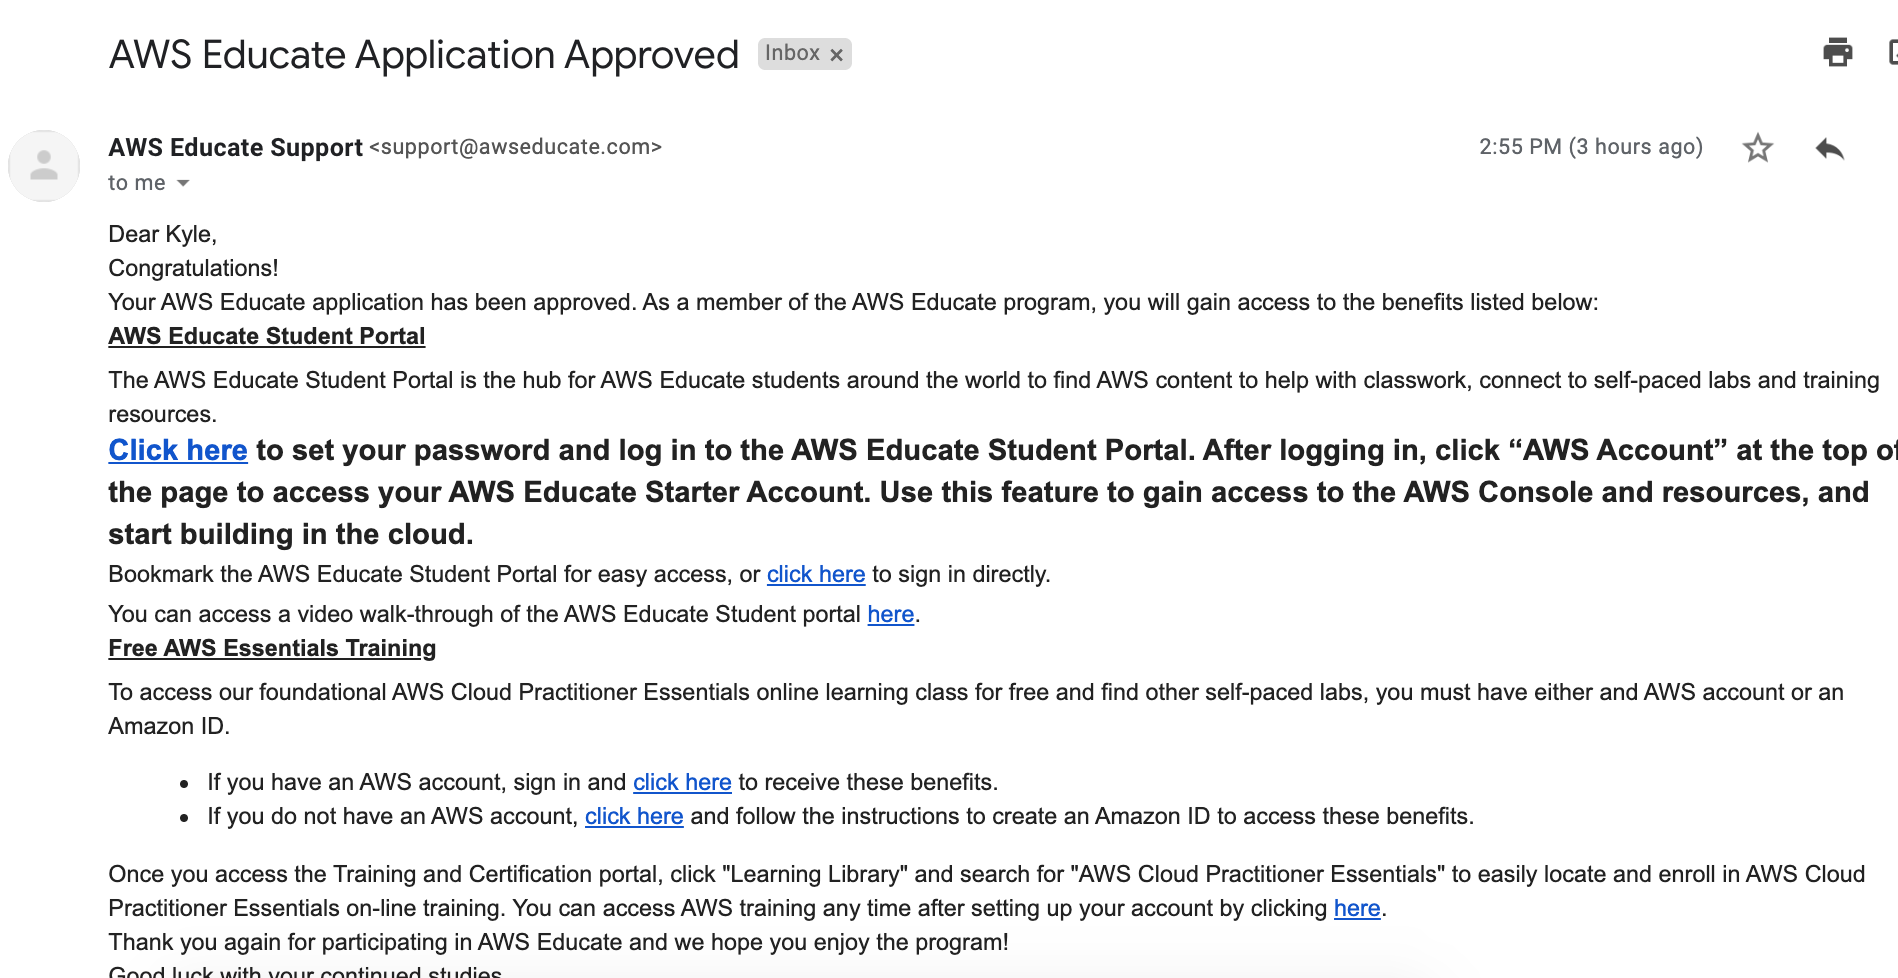 AWS Educate Application Approved Inbox x
AWS Educate Support <support@awseducate.com> 2:55 PM (3 hours ago)
to me
Dear Kyle,
Congratulations!
Your AWS Educate application has been approved. As a member of the AWS Educate program, you will gain access to the benefits listed below:
AWS Educate Student Portal
The AWS Educate Student Portal is the hub for AWS Educate students around the world to find AWS content to help with classwork, connect to self-paced labs and training
resources.
Click here to set your password and log in to the AWS Educate Student Portal. After logging in, click “AWS Account” at the top of
the page to access your AWS Educate Starter Account. Use this feature to gain access to the AWS Console and resources, and
start building in the cloud.
Bookmark the AWS Educate Student Portal for easy access, or click here to sign in directly.
You can access a video walk-through of the AWS Educate Student portal here.
Free AWS Essentials Training
To access our foundational AWS Cloud Practitioner Essentials online learning class for free and find other self-paced labs, you must have either and AWS account or an
Amazon ID.
• If you have an AWS account, sign in and click here to receive these benefits.
• If you do not have an AWS account, click here and follow the instructions to create an Amazon ID to access these benefits.
Once you access the Training and Certification portal, click "Learning Library" and search for "AWS Cloud Practitioner Essentials" to easily locate and enroll in AWS Cloud
Practitioner Essentials on-line training. You can access AWS training any time after setting up your account by clicking here.
Thank you again for participating in AWS Educate and we hope you enjoy the program!
Good luck with your continued studies